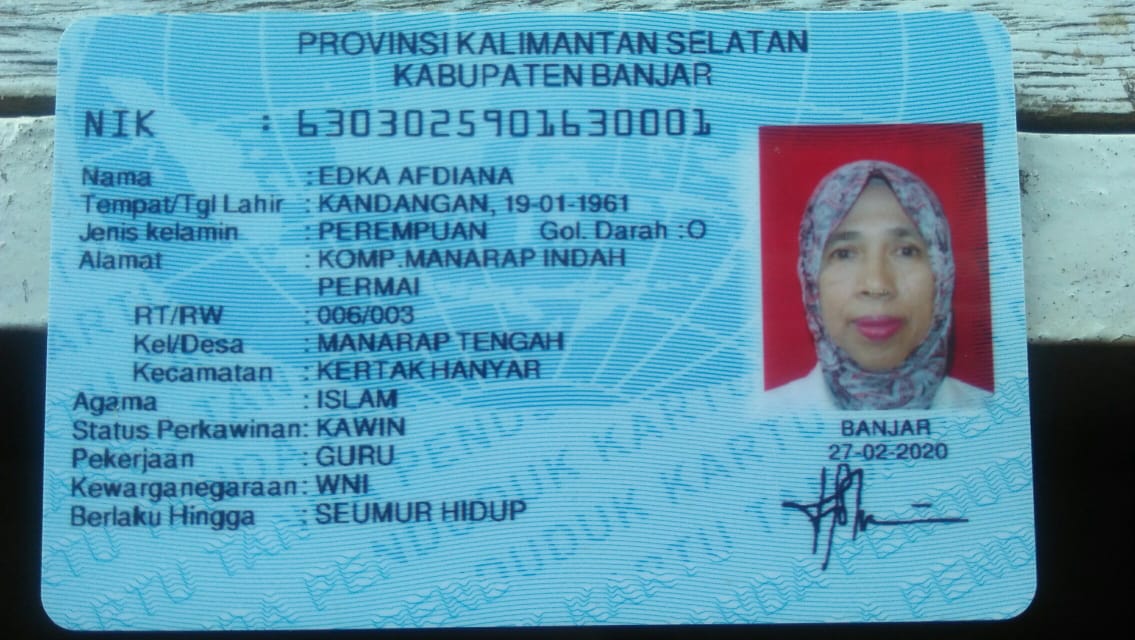 PROVINSI KALIMANTAN SELATAN
KABUPATEN BANJAR
NIK : 6303025901630001
Nama : EDKA AFDIANA
Tempat/Tgl Lahir : KANDANGAN, 19-01-1961
Jenis kelamin : PEREMPUAN Gol. Darah : O
Alamat : KOMP.MANARAP INDAH
PERMAI
RT/RW : 006/003
Kel/Desa : MANARAP TENGAH
Kecamatan : KERTAK HANYAR
Agama : ISLAM
Status Perkawinan: KAWIN
Pekerjaan : GURU
Kewarganegaraan: WNI
Berlaku Hingga : SEUMUR HIDUP
BANJAR
27-02-2020